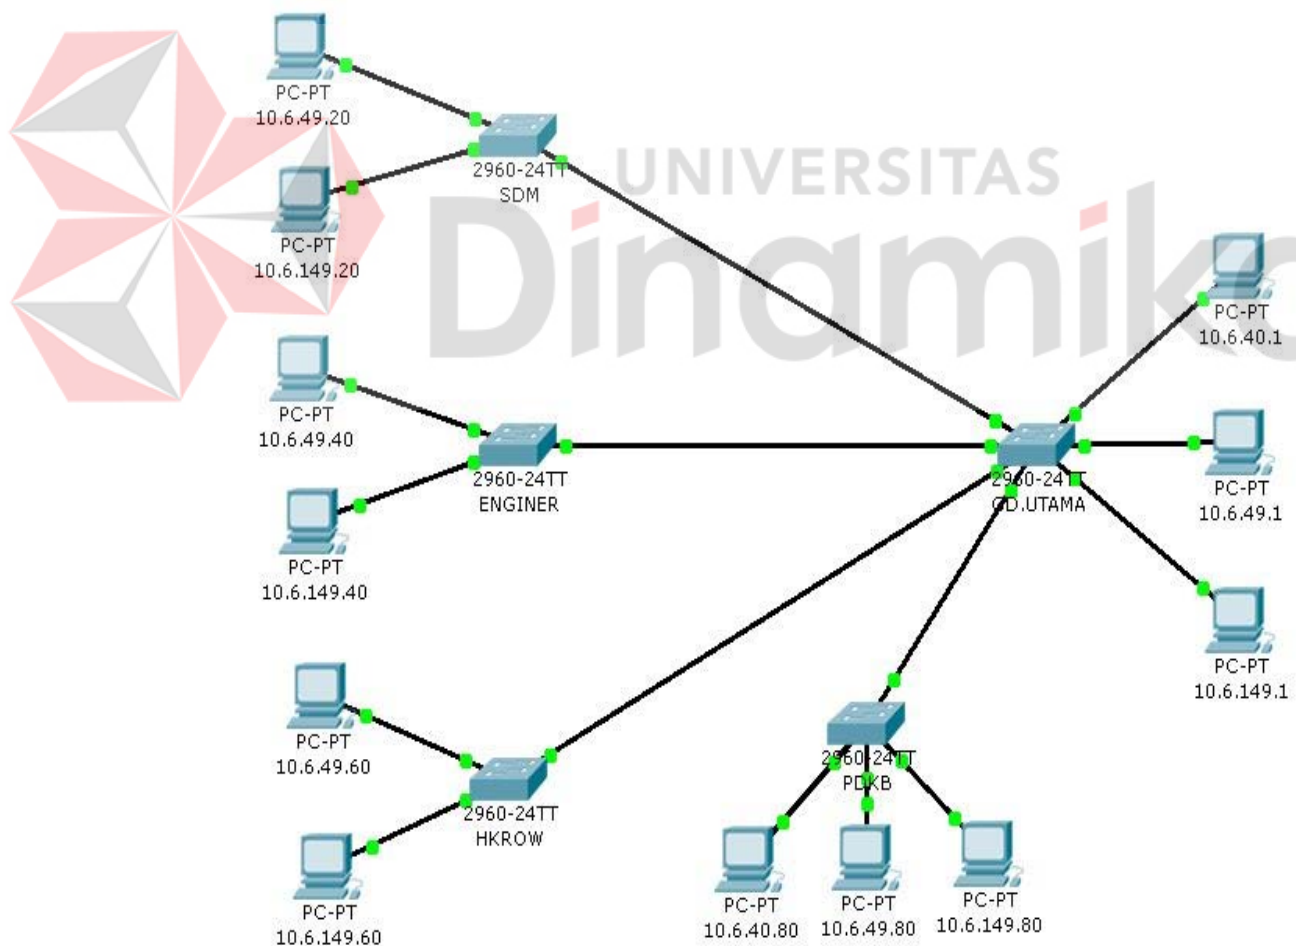 PC-PT
10.6.49.20
2960-24TT
SDM
UNIVERSITAS
Dinamika
PC-PT
10.6.149.20
PC-PT
10.6.40.1
PC-PT
10.6.49.40
2960-24TT
ENGINER
2960-24TT
GD.UTAMA
PC-PT
10.6.49.1
PC-PT
10.6.149.40
PC-PT
10.6.149.1
PC-PT
10.6.49.60
2960-24TT
HKROW
2960-24TT
PDKB
PC-PT
10.6.149.60
PC-PT
10.6.40.80
PC-PT
10.6.49.80
PC-PT
10.6.149.80